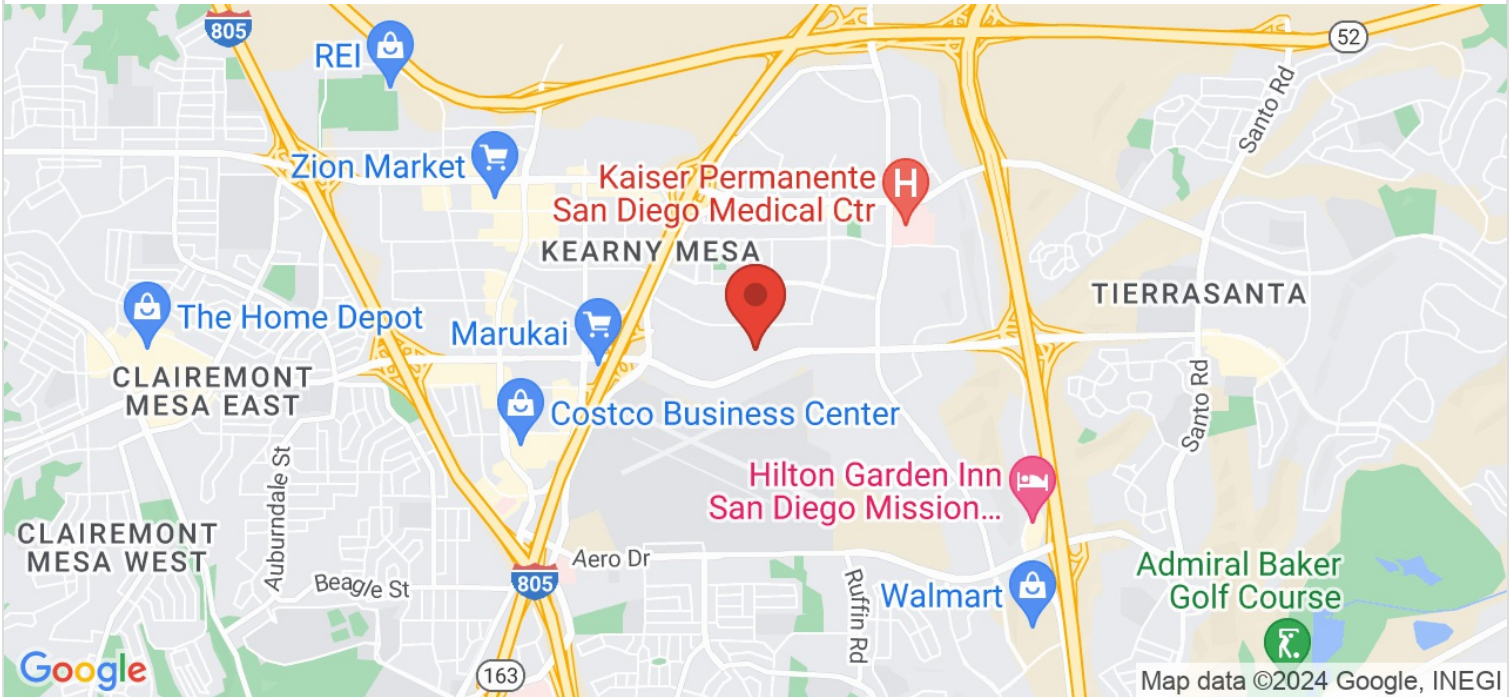 805
REI
52
Santo Rd
Zion Market
Kaiser Permanente
San Diego Medical Ctr
H
KEARNY MESA
TIERRASANTA
The Home Depot
Marukai
CLAIREMONT
MESA EAST
Costco Business Center
Santo Rd
Auburndale St
Hilton Garden Inn
San Diego Mission...
CLAIREMONT
MESA WEST
Aero Dr
805
Beagle St
Ruffin Rd
Walmart
Admiral Baker
Golf Course
Google
163
Map data ©2024 Google, INEGI